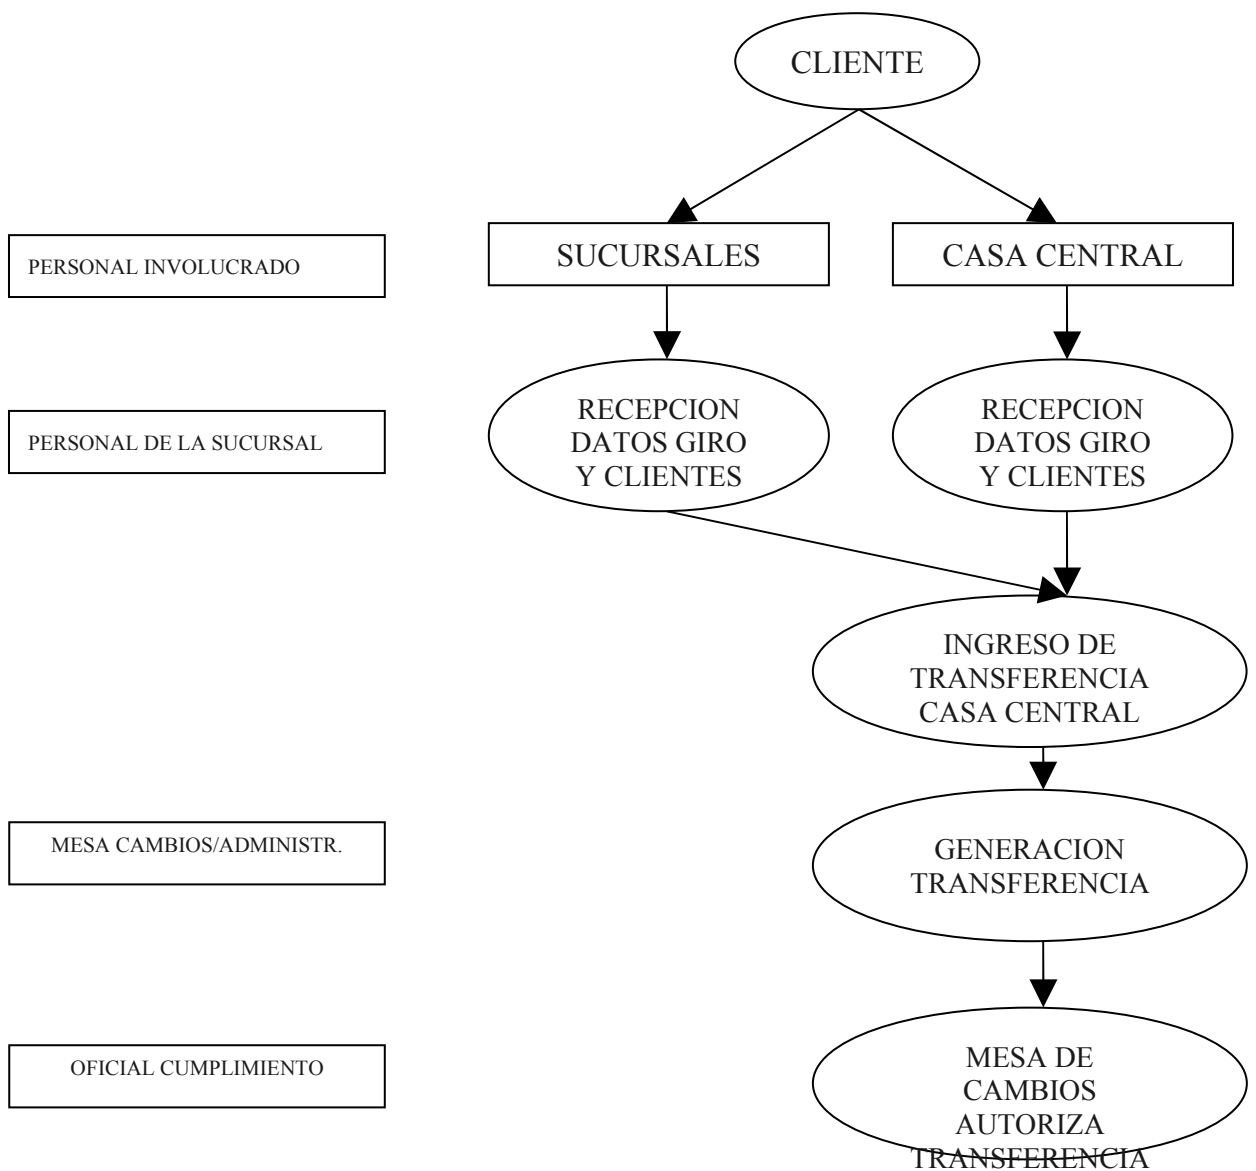 CLIENTE
PERSONAL INVOLUCRADO
SUCURSALES
CASA CENTRAL
PERSONAL DE LA SUCURSAL
RECEPCION
DATOS GIRO
Y CLIENTES
RECEPCION
DATOS GIRO
Y CLIENTES
INGRESO DE
TRANSFERENCIA
CASA CENTRAL
MESA CAMBIOS/ADMINISTR.
GENERACION
TRANSFERENCIA
OFICIAL CUMPLIMIENTO
MESA DE
CAMBIOS
AUTORIZA
TRANSFERENCIA